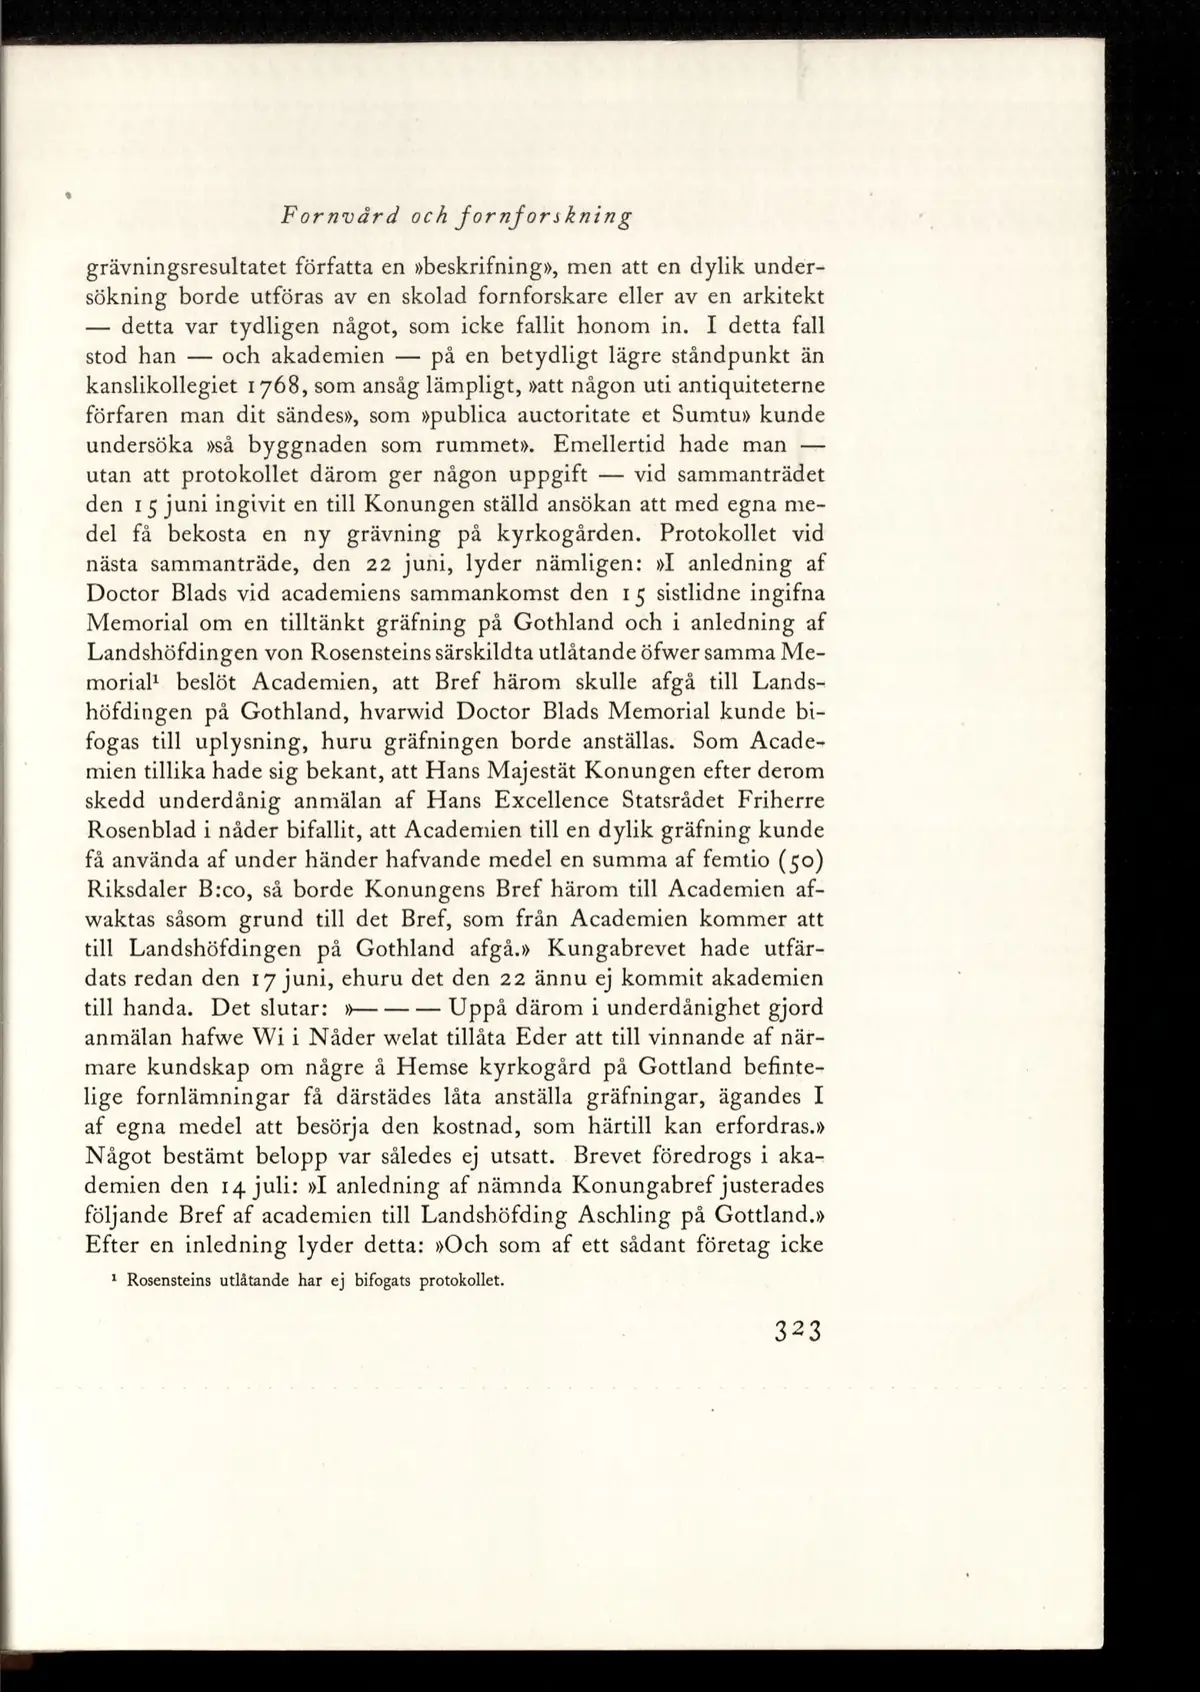 Fornvård och fornforskning
grävningsresultatet författa en »beskrifning», men att en dylik under-
sökning borde utföras av en skolad fornforskare eller av en arkitekt
— detta var tydligen något, som icke fallit honom in. I detta fall
stod han — och akademien — på en betydligt lägre ståndpunkt än
kanslikollegiet 1768, som ansåg lämpligt, »att någon uti antiquiteterne
förfaren man dit sändes», som »publica auctoritate et Sumtu» kunde
undersöka »så byggnaden som rummet». Emellertid hade man —
utan att protokollet därom ger någon uppgift — vid sammanträdet
den 15 juni ingivit en till Konungen ställd ansökan att med egna me-
del få bekosta en ny grävning på kyrkogården. Protokollet vid
nästa sammanträde, den 22 juni, lyder nämligen: »I anledning af
Doctor Blads vid academiens sammankomst den 15 sistlidne ingifna
Memorial om en tilltänkt gräfning på Gothland och i anledning af
Landshöfdingen von Rosensteins särskildta utlåtande öfwer samma Me-
morial¹ beslöt Academien, att Bref härom skulle afgå till Lands-
höfdingen på Gothland, hvarwid Doctor Blads Memorial kunde bi-
fogas till uplysning, huru gräfningen borde anställas. Som Acade-
mien tillika hade sig bekant, att Hans Majestät Konungen efter derom
skedd underdånig anmälan af Hans Excellence Statsrådet Friherre
Rosenblad i nåder bifallit, att Academien till en dylik gräfning kunde
få använda af under händer hafvande medel en summa af femtio (50)
Riksdaler B:co, så borde Konungens Bref härom till Academien af-
waktas såsom grund till det Bref, som från Academien kommer att
till Landshöfdingen på Gothland afgå.» Kungabrevet hade utfär-
dats redan den 17 juni, ehuru det den 22 ännu ej kommit akademien
till handa. Det slutar: »— — — Uppå därom i underdånighet gjord
anmälan hafwe Wi i Nåder welat tillåta Eder att till vinnande af när-
mare kundskap om någre å Hemse kyrkogård på Gottland befinte-
lige fornlämningar få därstädes låta anställa gräfningar, ägandes I
af egna medel att besörja den kostnad, som härtill kan erfordras.»
Något bestämt belopp var således ej utsatt. Brevet föredrogs i aka-
demien den 14 juli: »I anledning af nämnda Konungabref justerades
följande Bref af academien till Landshöfding Aschling på Gottland.»
Efter en inledning lyder detta: »Och som af ett sådant företag icke
¹ Rosensteins utlåtande har ej bifogats protokollet.
323